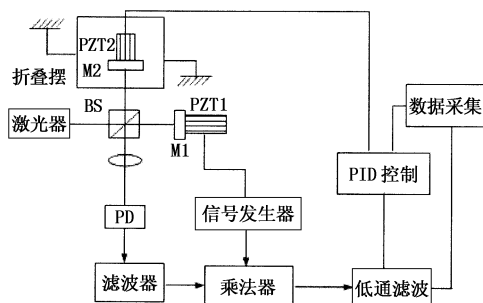 PZT2
M2
折叠摆
BS
PZT1
激光器
M1
数据采集
PID 控制
PD
信号发生器
滤波器
乘法器
低通滤波